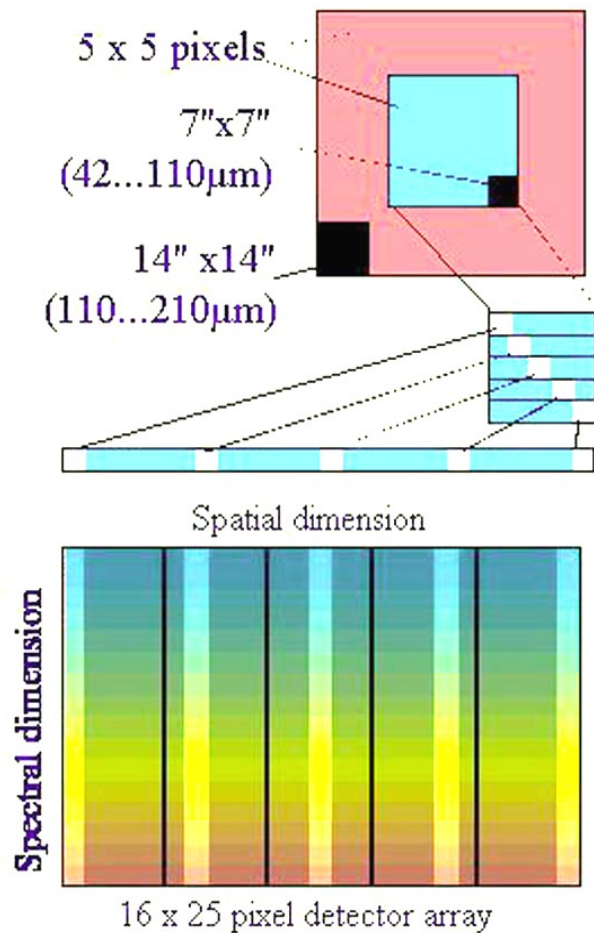 5 x 5 pixels
7"x7"
(42...110µm)
14" x14"
(110...210µm)
Spatial dimension
Spectral dimension
16 x 25 pixel detector array